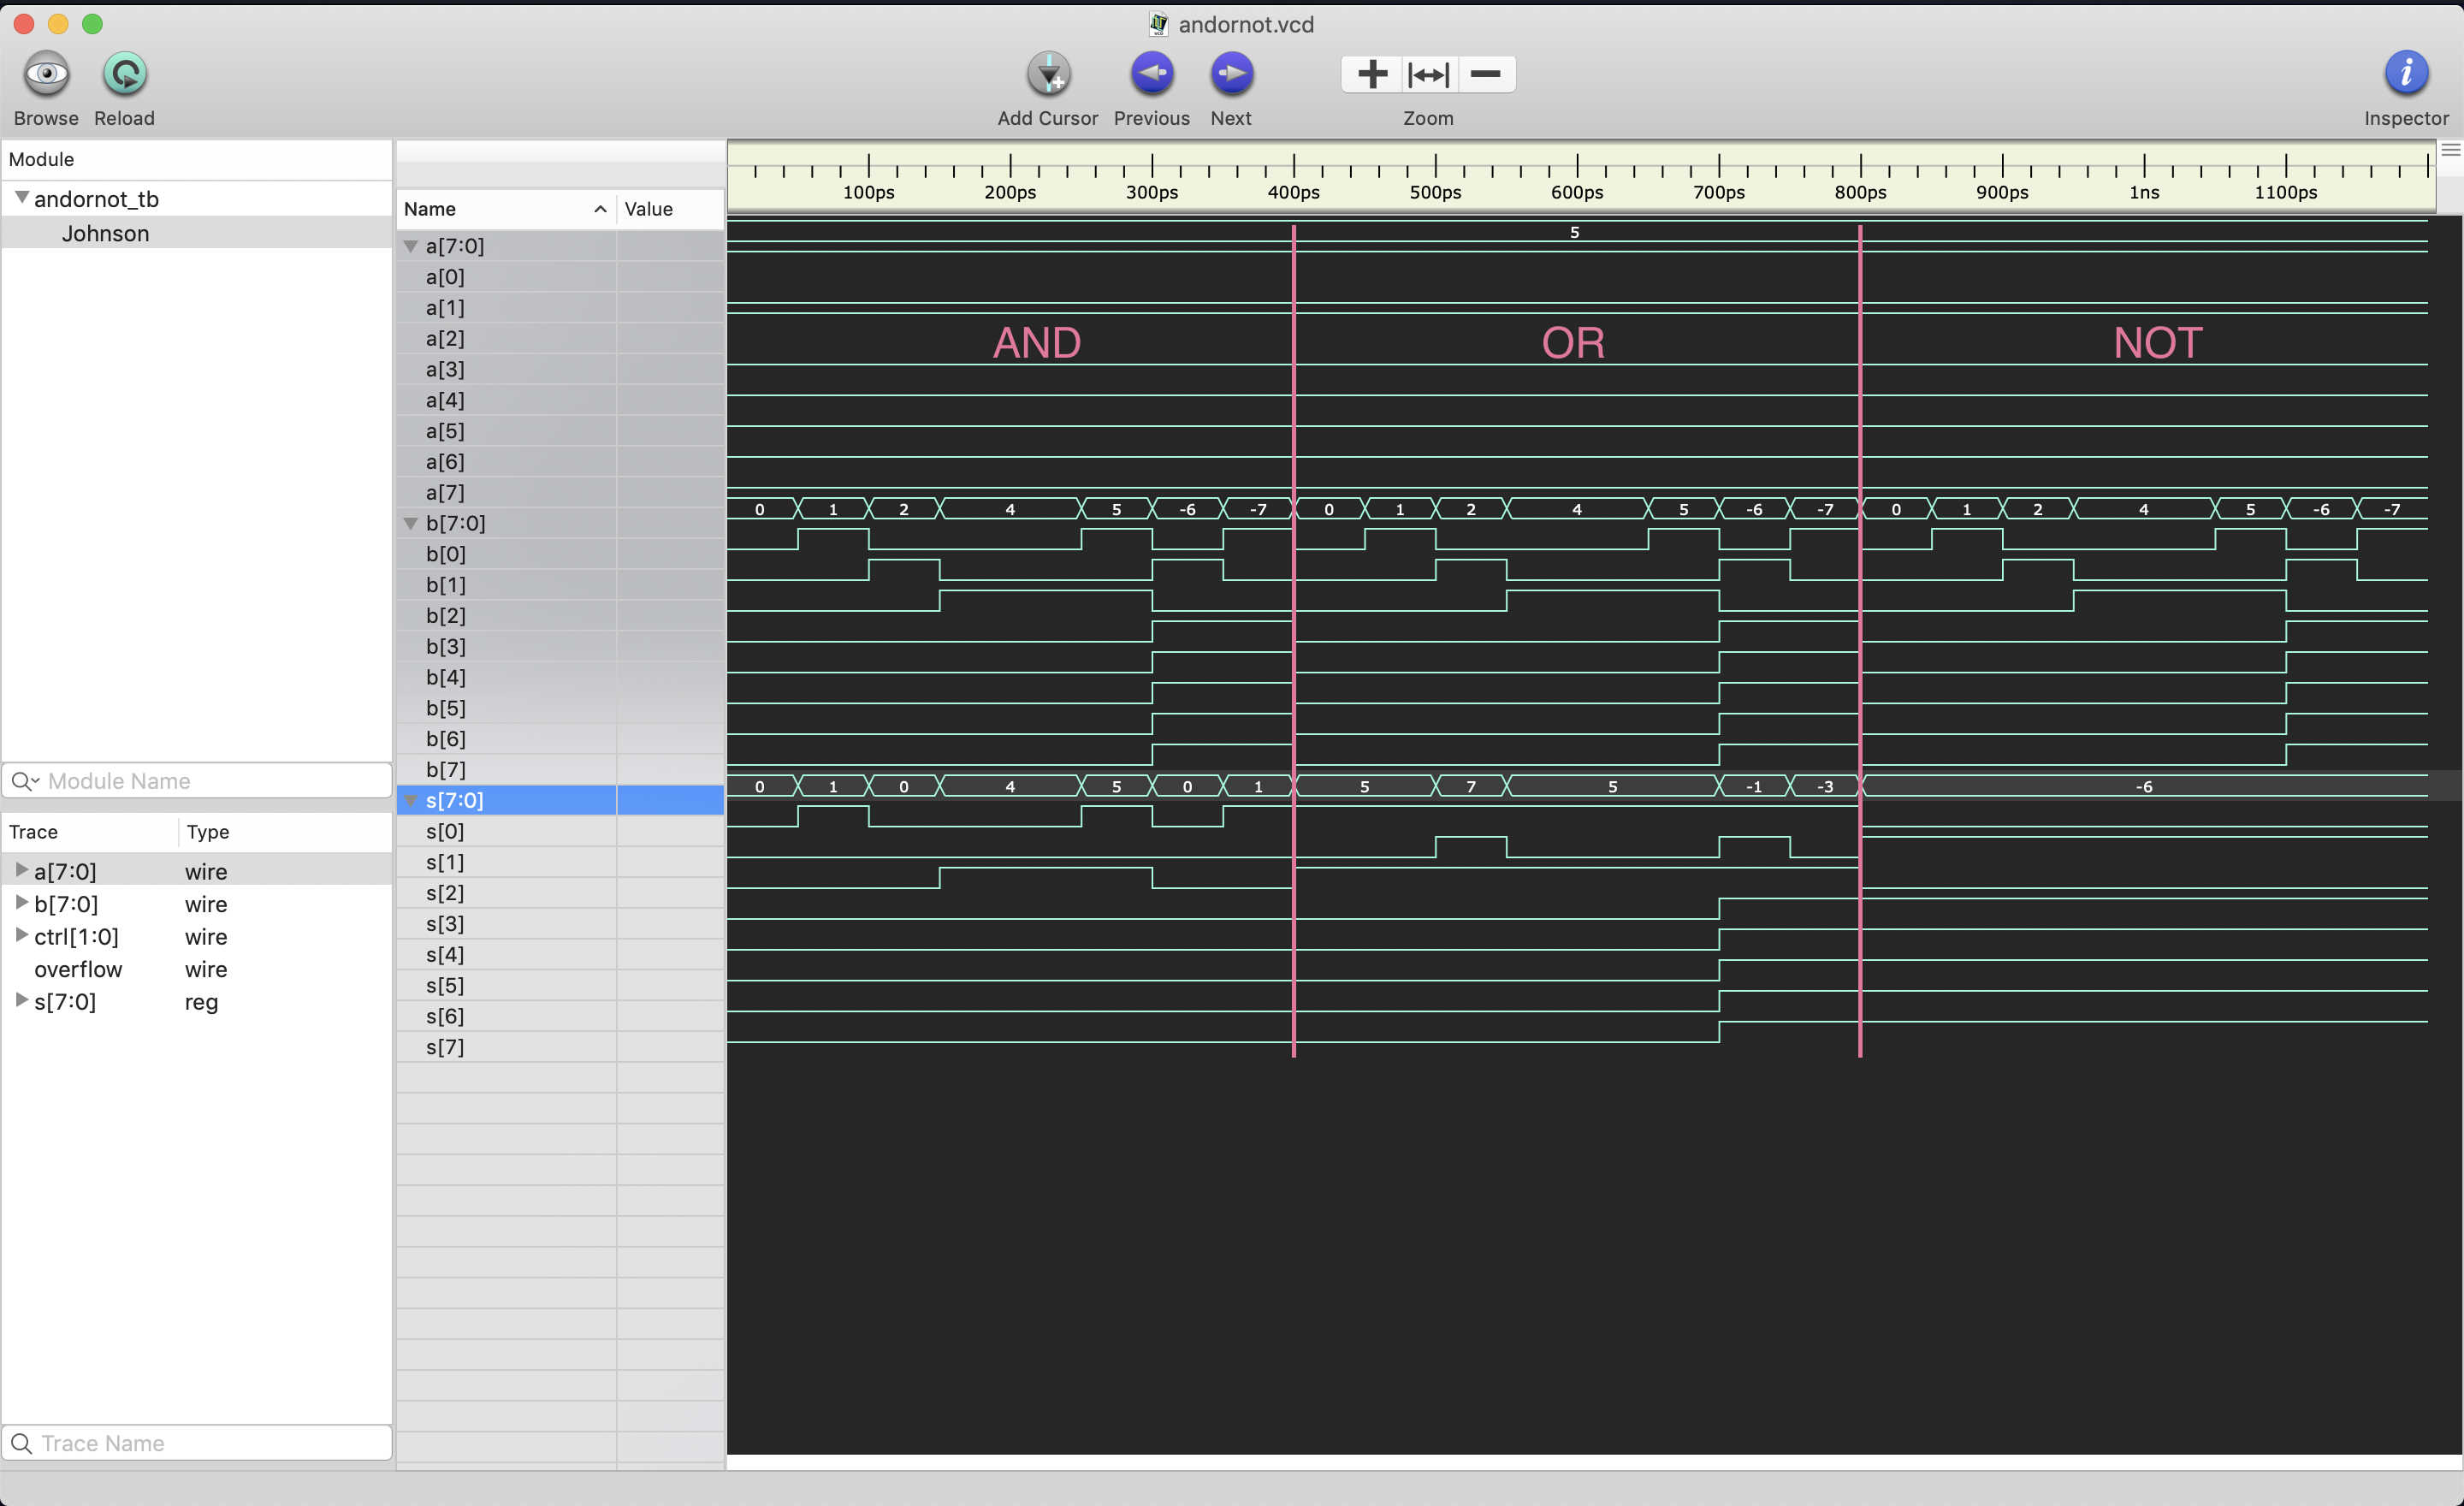 andornot.vcd
Browse Reload Add Cursor Previous Next Zoom Inspector
Module
andornot_tb
Johnson
Module Name
Trace Type
a[7:0] wire
b[7:0] wire
ctrl[1:0] wire
overflow wire
s[7:0] reg
Trace Name
Name Value
a[7:0]
a[0]
a[1]
a[2]
a[3]
a[4]
a[5]
a[6]
a[7]
b[7:0]
b[0]
b[1]
b[2]
b[3]
b[4]
b[5]
b[6]
b[7]
s[7:0]
s[0]
s[1]
s[2]
s[3]
s[4]
s[5]
s[6]
s[7]
100ps 200ps 300ps 400ps 500ps 600ps 700ps 800ps 900ps 1ns 1100ps
5
AND OR NOT
0 1 2 4 5 -6 -7 0 1 2 4 5 -6 -7 0 1 2 4 5 -6 -7
0 1 0 4 5 0 1 5 7 5 -1 -3 -6